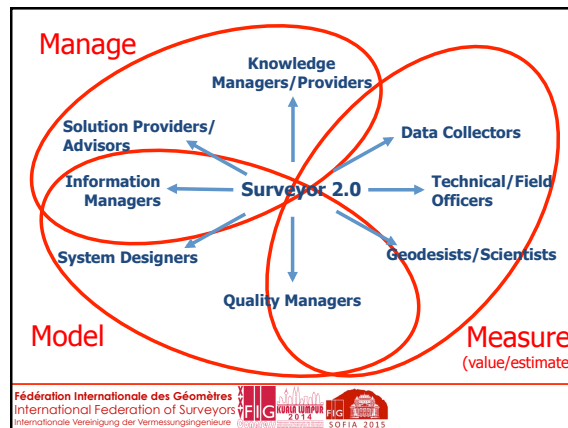 Manage
Knowledge
Managers/Providers
Solution Providers/
Advisors
Data Collectors
Information
Managers
Surveyor 2.0
Technical/Field
Officers
System Designers
Geodesists/Scientists
Quality Managers
Model
Measure
(value/estimate
Fédération Internationale des Géomètres
International Federation of Surveyors
Internationale Vereinigung der Vermessungsingenieure
FIG
KUALA LUMPUR
2014
FIG
SOFIA 2015